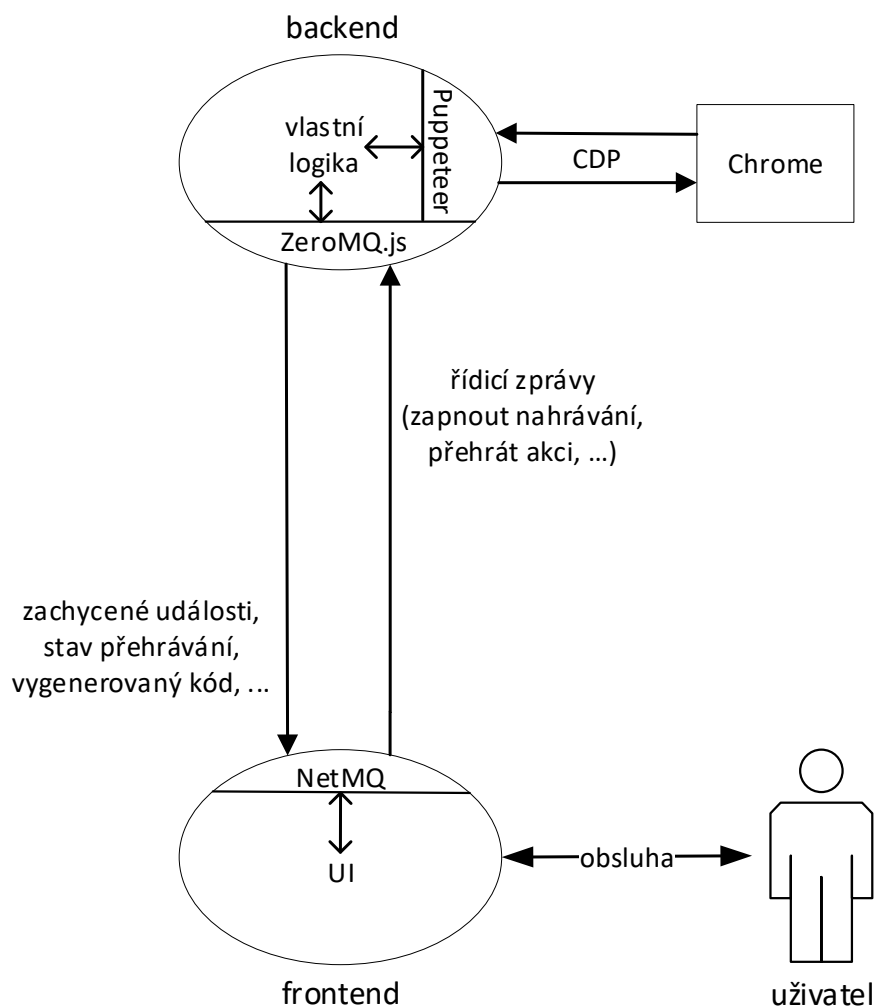 backend
Puppeteer
vlastní
logika
CDP
Chrome
ZeroMQ.js
řídicí zprávy
(zapnout nahrávání,
přehrát akci, ...)
zachycené události,
stav přehrávání,
vygenerovaný kód, ...
NetMQ
UI
obsluha
frontend
uživatel